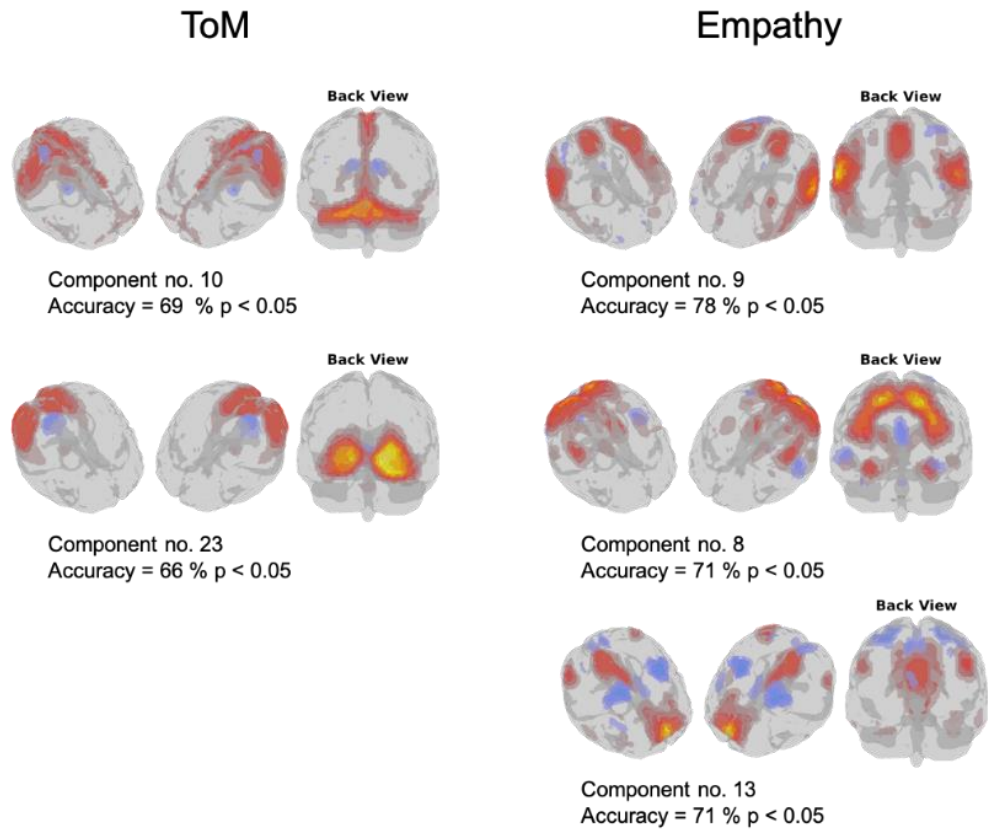 ToM
Empathy
Back View
Back View
Component no. 10
Accuracy = 69 % p < 0.05
Component no. 9
Accuracy = 78 % p < 0.05
Back View
Back View
Component no. 23
Accuracy = 66 % p < 0.05
Component no. 8
Accuracy = 71 % p < 0.05
Back View
Component no. 13
Accuracy = 71 % p < 0.05